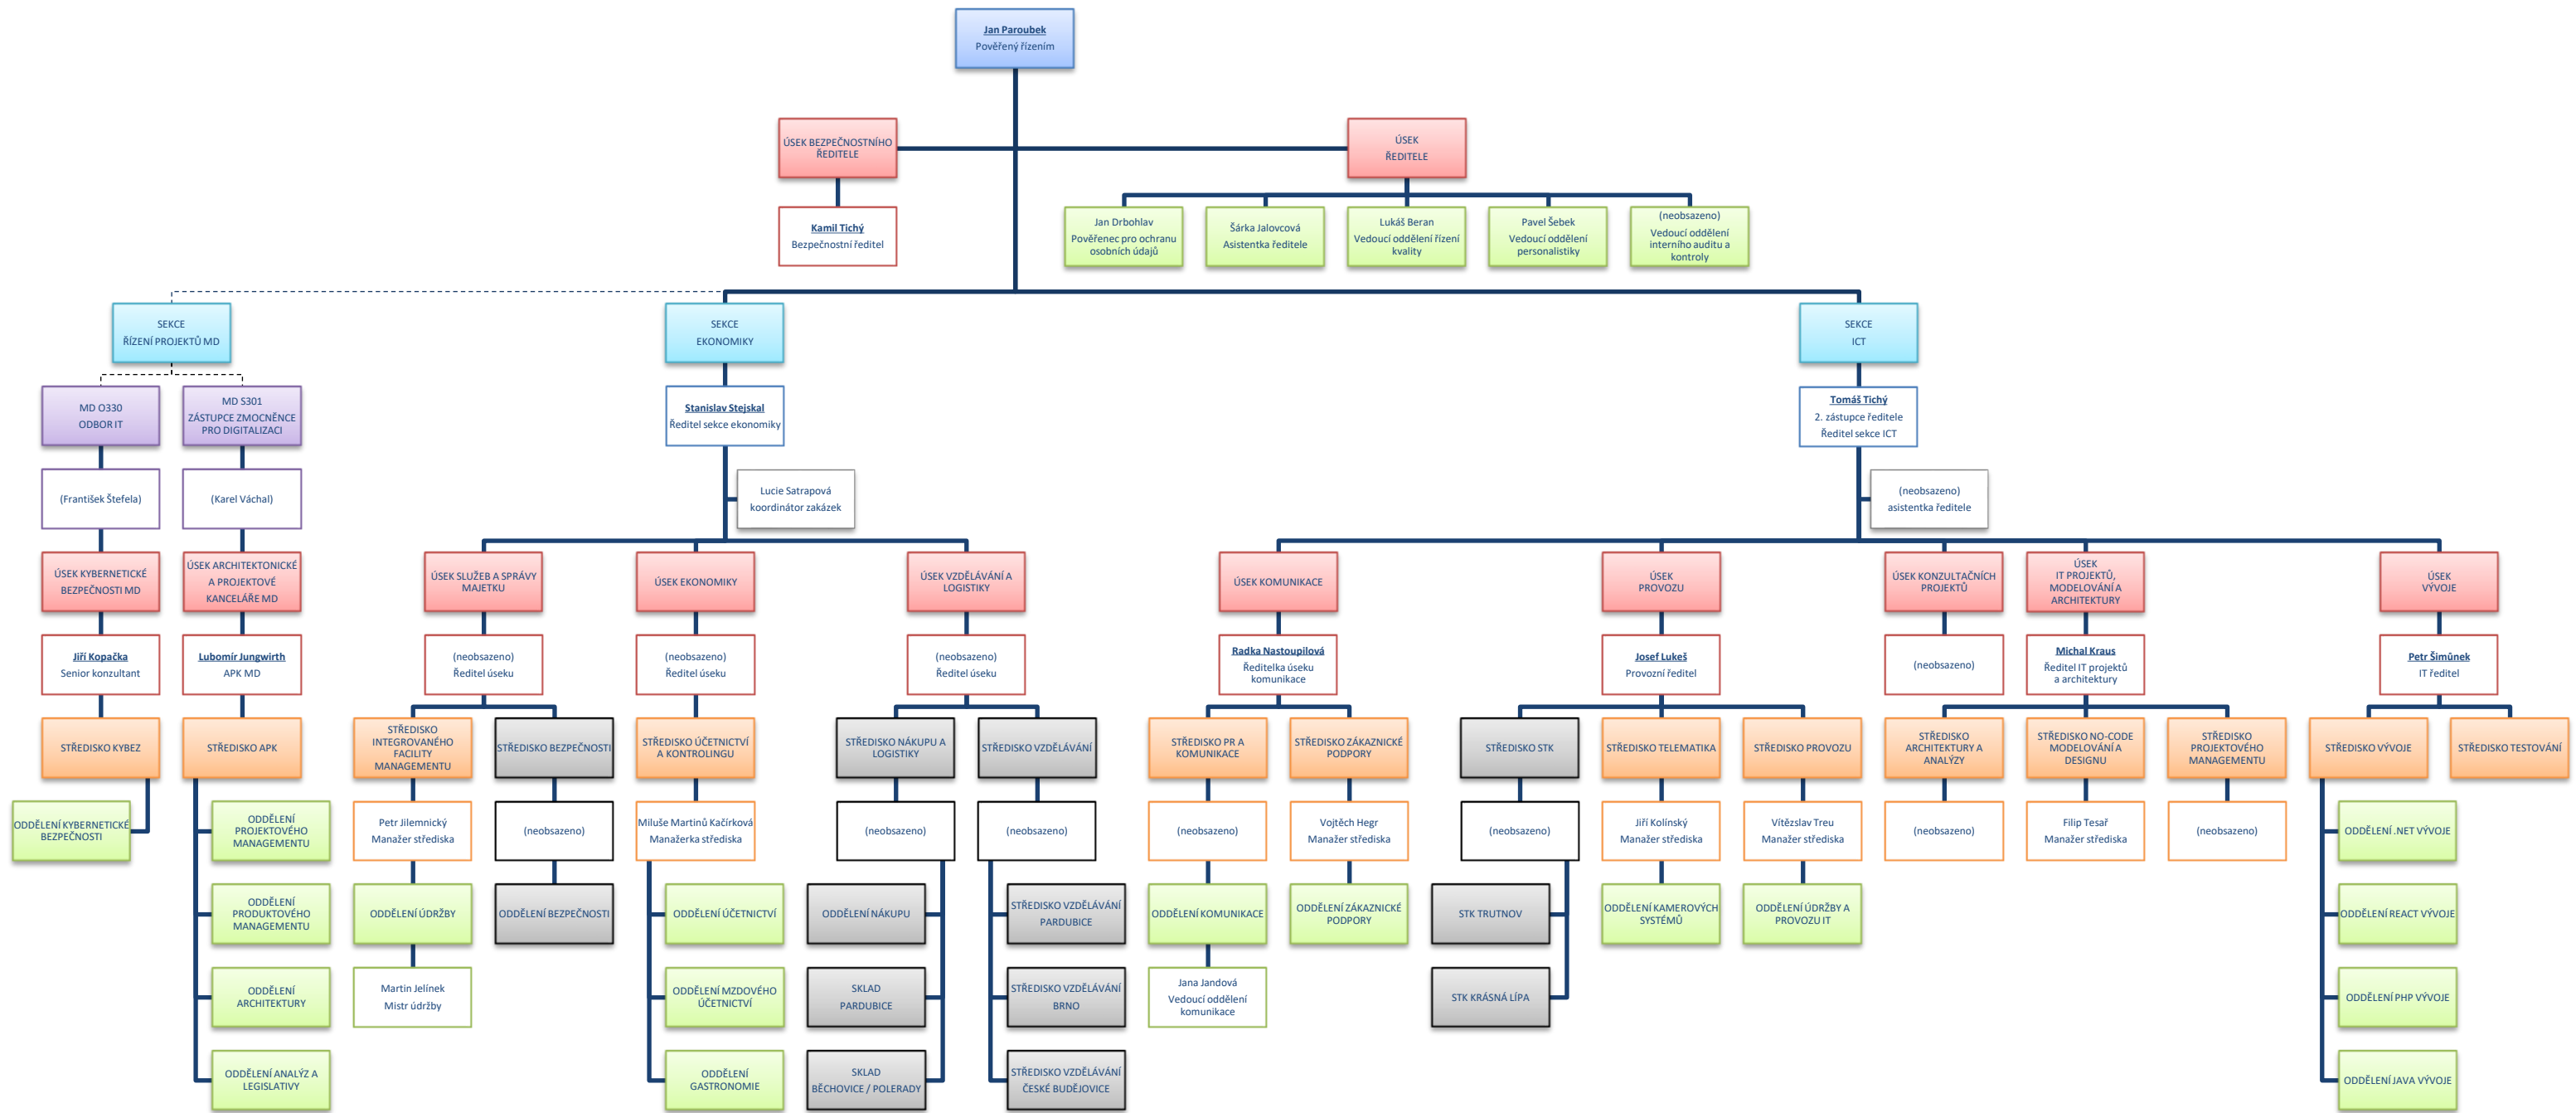 Jan Paroubek
Pověřený řízením
ÚSEK BEZPEČNOSTNÍHO
ŘEDITELE
ÚSEK
ŘEDITELE
Kamil Tichý
Bezpečnostní ředitel
Jan Drbohlav
Pověřenec pro ochranu
osobních údajů
Šárka Jalovcová
Asistentka ředitele
Lukáš Beran
Vedoucí oddělení řízení
kvality
Pavel Šebek
Vedoucí oddělení
personalistiky
(neobsazeno)
Vedoucí oddělení
interního auditu a
kontroly
SEKCE
ŘÍZENÍ PROJEKTŮ MD
SEKCE
EKONOMIKY
SEKCE
ICT
MD O330
ODBOR IT
MD S301
ZÁSTUPCE ZMOCNĚNCE
PRO DIGITALIZACI
Stanislav Stejskal
Ředitel sekce ekonomiky
Tomáš Tichý
2. zástupce ředitele
Ředitel sekce ICT
(František Štefela)
(Karel Váchal)
Lucie Satrapová
koordinátor zakázek
(neobsazeno)
asistentka ředitele
ÚSEK KYBERNETICKÉ
BEZPEČNOSTI MD
ÚSEK ARCHITEKTONICKÉ
A PROJEKTOVÉ
KANCELÁŘE MD
ÚSEK SLUŽEB A SPRÁVY
MAJETKU
ÚSEK EKONOMIKY
ÚSEK VZDĚLÁVÁNÍ A
LOGISTIKY
ÚSEK KOMUNIKACE
ÚSEK
PROVOZU
ÚSEK KONZULTAČNÍCH
PROJEKTŮ
ÚSEK
IT PROJEKTŮ,
MODELOVÁNÍ A
ARCHITEKTURY
ÚSEK
VÝVOJE
Jiří Kopačka
Senior konzultant
Lubomír Jungwirth
APK MD
(neobsazeno)
Ředitel úseku
(neobsazeno)
Ředitel úseku
(neobsazeno)
Ředitel úseku
Radka Nastoupilová
Ředitelka úseku
komunikace
Josef Lukeš
Provozní ředitel
(neobsazeno)
Michal Kraus
Ředitel IT projektů
a architektury
Petr Šimůnek
IT ředitel
STŘEDISKO KYBEZ
STŘEDISKO APK
STŘEDISKO
INTEGROVANÉHO
FACILITY
MANAGEMENTU
STŘEDISKO BEZPEČNOSTI
STŘEDISKO ÚČETNICTVÍ
A KONTROLINGU
STŘEDISKO NÁKUPU A
LOGISTIKY
STŘEDISKO VZDĚLÁVÁNÍ
STŘEDISKO PR A
KOMUNIKACE
STŘEDISKO ZÁKAZNICKÉ
PODPORY
STŘEDISKO STK
STŘEDISKO TELEMATIKA
STŘEDISKO PROVOZU
STŘEDISKO
ARCHITEKTURY A
ANALÝZY
STŘEDISKO NO-CODE
MODELOVÁNÍ A
DESIGNU
STŘEDISKO
PROJEKTOVÉHO
MANAGEMENTU
STŘEDISKO VÝVOJE
STŘEDISKO TESTOVÁNÍ
ODDĚLENÍ KYBERNETICKÉ
BEZPEČNOSTI
ODDĚLENÍ
PROJEKTOVÉHO
MANAGEMENTU
Petr Jilemnický
Manažer střediska
(neobsazeno)
Miluše Martinů Kačírková
Manažerka střediska
(neobsazeno)
(neobsazeno)
(neobsazeno)
Vojtěch Hegr
Manažer střediska
(neobsazeno)
Jiří Kolínský
Manažer střediska
Vítězslav Treu
Manažer střediska
(neobsazeno)
Filip Tesař
Manažer střediska
(neobsazeno)
ODDĚLENÍ .NET VÝVOJE
ODDĚLENÍ
PRODUKTOVÉHO
MANAGEMENTU
ODDĚLENÍ ÚDRŽBY
ODDĚLENÍ BEZPEČNOSTI
ODDĚLENÍ ÚČETNICTVÍ
ODDĚLENÍ NÁKUPU
STŘEDISKO VZDĚLÁVÁNÍ
PARDUBICE
ODDĚLENÍ KOMUNIKACE
ODDĚLENÍ ZÁKAZNICKÉ
PODPORY
STK TRUTNOV
ODDĚLENÍ KAMEROVÝCH
SYSTÉMŮ
ODDĚLENÍ ÚDRŽBY A
PROVOZU IT
ODDĚLENÍ REACT VÝVOJE
ODDĚLENÍ
ARCHITEKTURY
Martin Jelínek
Mistr údržby
ODDĚLENÍ MZDOVÉHO
ÚČETNICTVÍ
SKLAD
PARDUBICE
STŘEDISKO VZDĚLÁVÁNÍ
BRNO
Jana Jandová
Vedoucí oddělení
komunikace
STK KRÁSNÁ LÍPA
ODDĚLENÍ PHP VÝVOJE
ODDĚLENÍ ANALÝZ A
LEGISLATIVY
ODDĚLENÍ
GASTRONOMIE
SKLAD
BĚCHOVICE / POLERADY
STŘEDISKO VZDĚLÁVÁNÍ
ČESKÉ BUDĚJOVICE
ODDĚLENÍ JAVA VÝVOJE